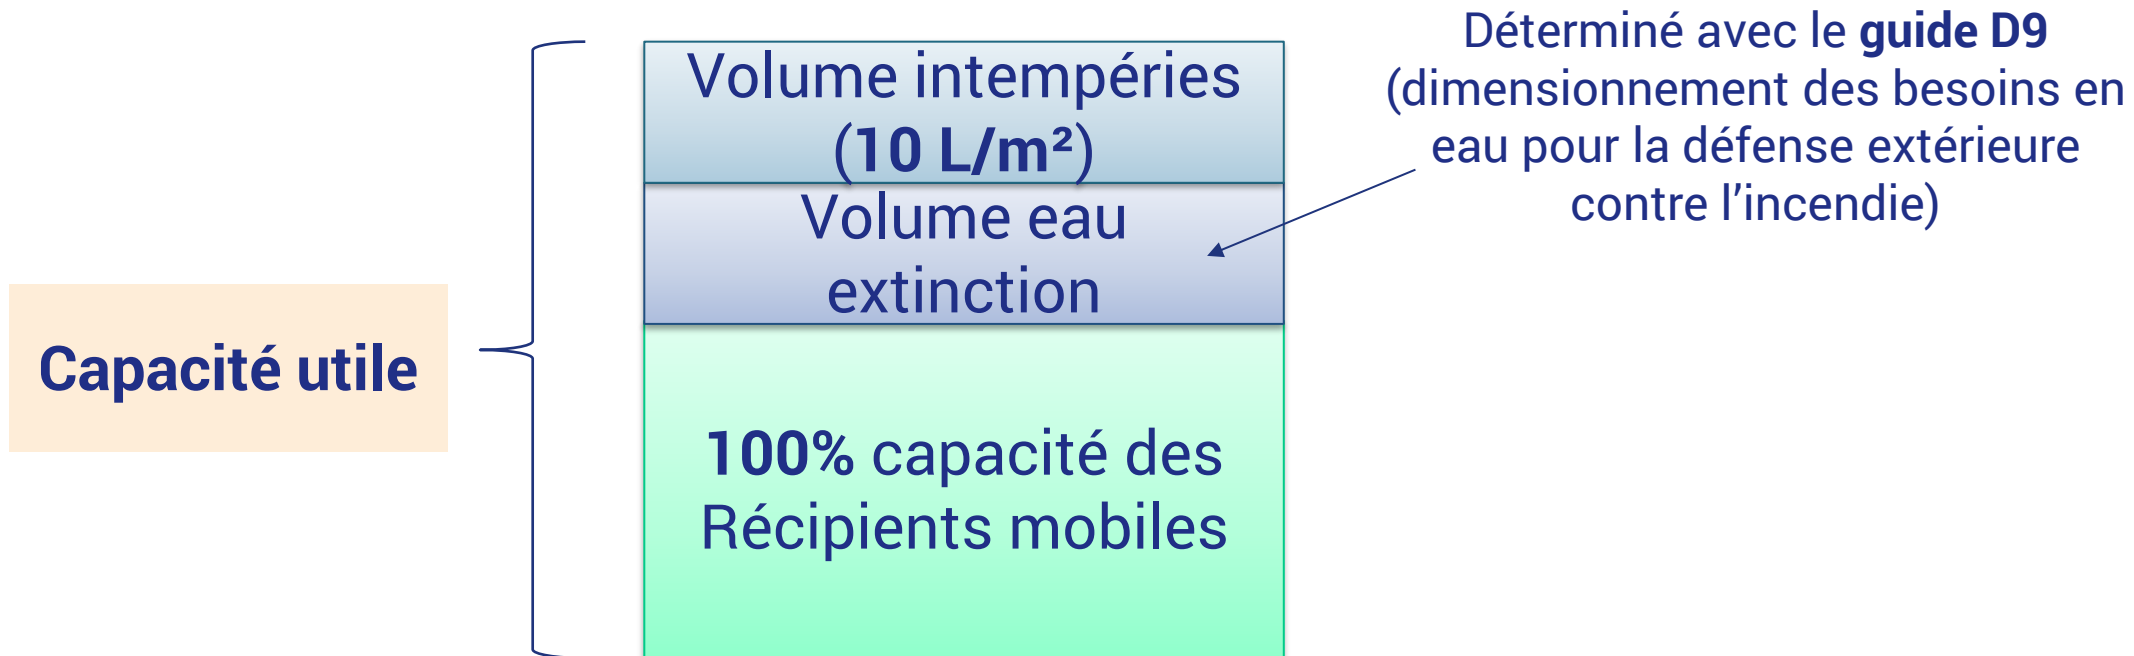 Capacité utile
Volume intempéries
(10 L/m²)
Volume eau
extinction
100% capacité des
Récipients mobiles
Déterminé avec le guide D9
(dimensionnement des besoins en
eau pour la défense extérieure
contre l’incendie)